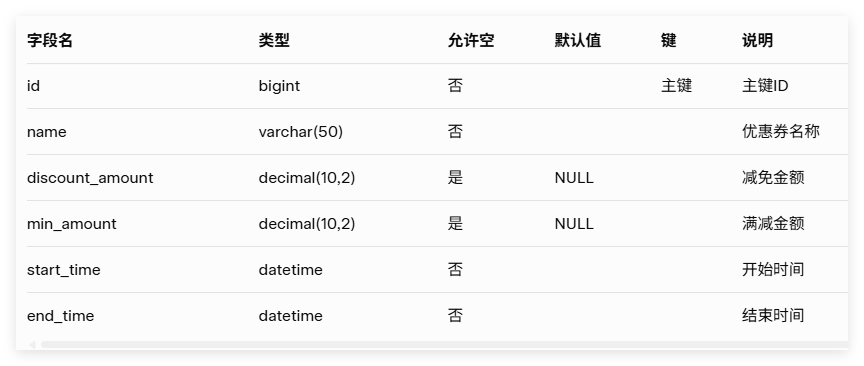 字段名 类型 允许空 默认值 键 说明
id bigint 否 主键 主键ID
name varchar(50) 否 优惠券名称
discount_amount decimal(10,2) 是 NULL 减免金额
min_amount decimal(10,2) 是 NULL 满减金额
start_time datetime 否 开始时间
end_time datetime 否 结束时间